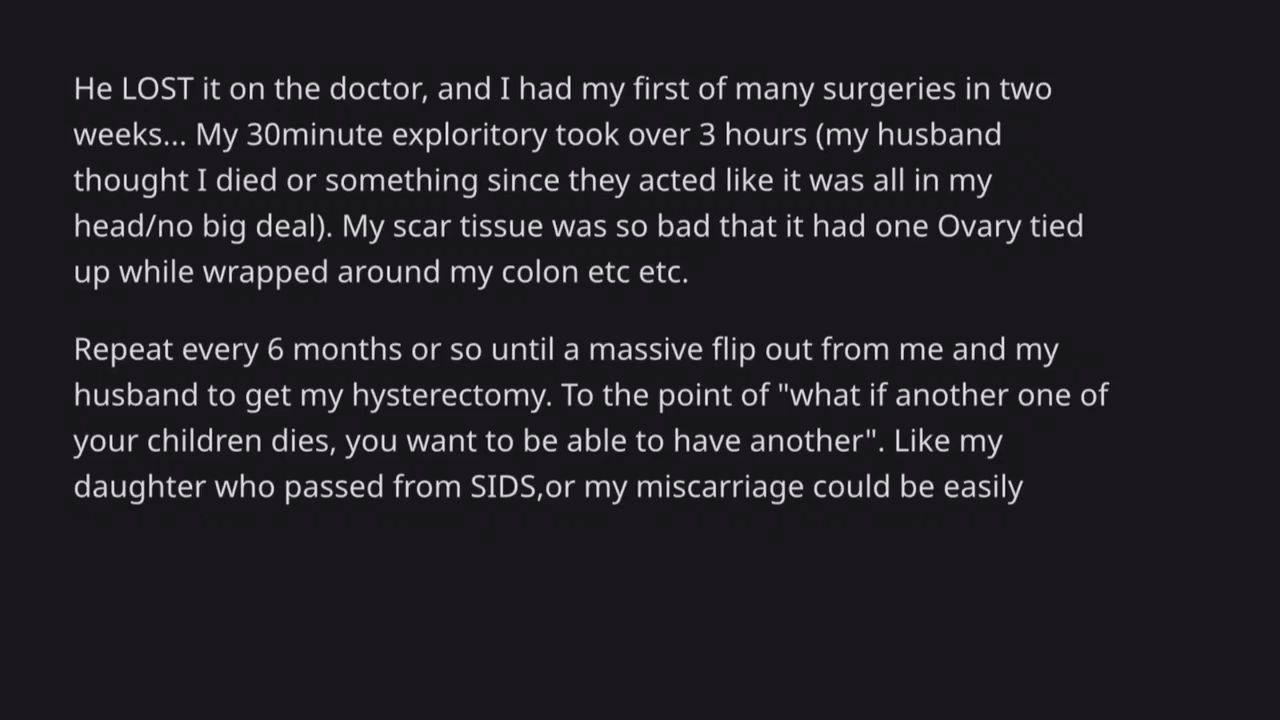 He LOST it on the doctor, and I had my first of many surgeries in two
weeks... My 30minute exploritory took over 3 hours (my husband
thought I died or something since they acted like it was all in my
head/no big deal). My scar tissue was so bad that it had one Ovary tied
up while wrapped around my colon etc etc.
Repeat every 6 months or so until a massive flip out from me and my
husband to get my hysterectomy. To the point of "what if another one of
your children dies, you want to be able to have another". Like my
daughter who passed from SIDS,or my miscarriage could be easily